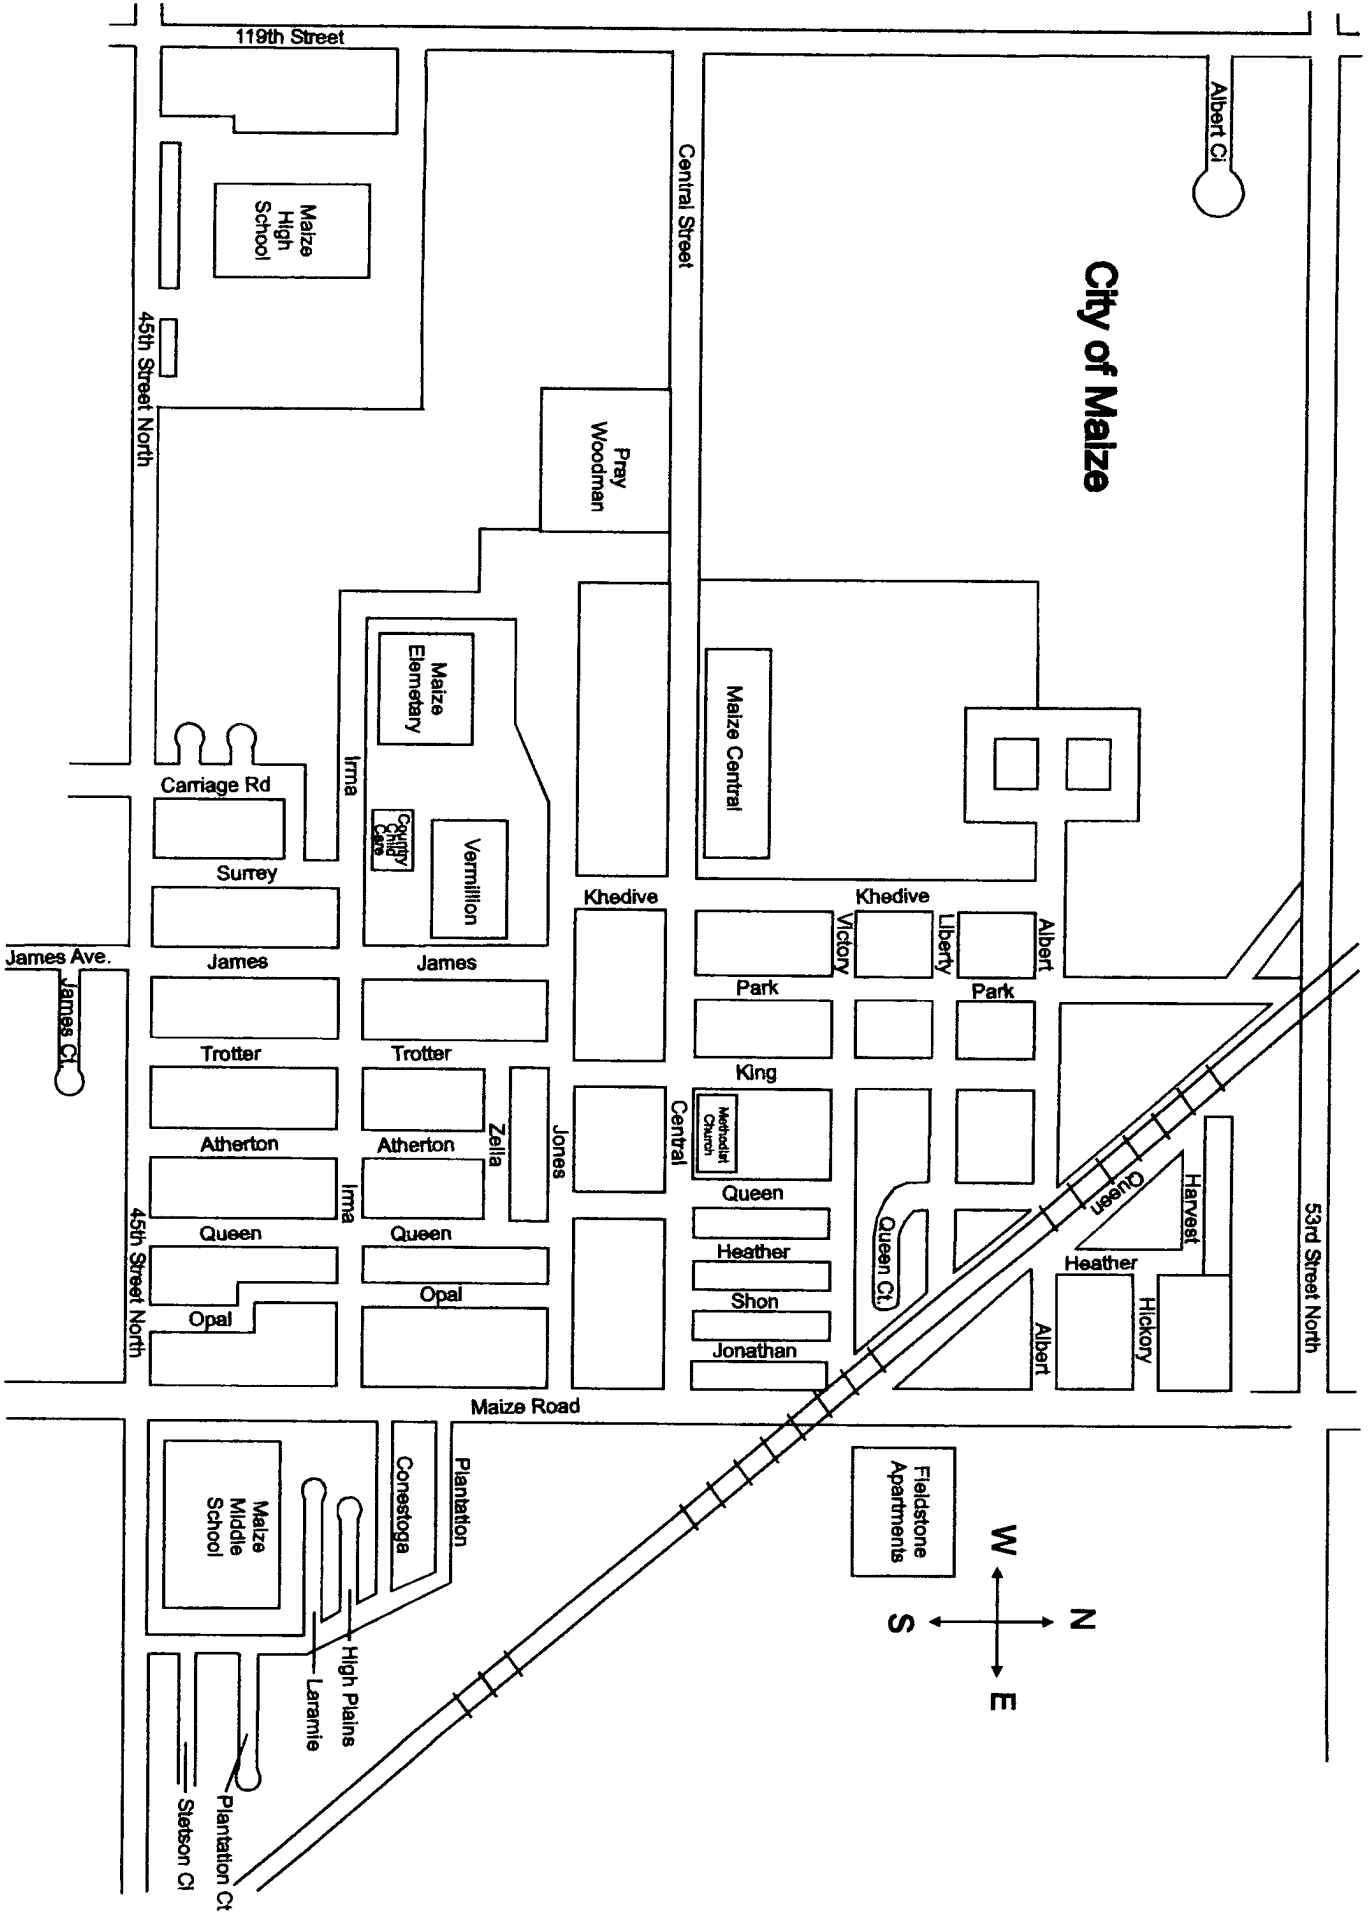 City of Maize
119th Street
Albert Ci
Central Street
Maize
High
School
45th Street North
Pray
Woodman
Maize
Elemetary
Irma
Maize Central
Carriage Rd
Country
Child
Care
Vermillion
Surrey
Khedive
Khedive
Victory
Liberty
Albert
James Ave.
James
James
James Ct.
Park
Park
Trotter
Trotter
King
Central
Methodist
Church
Atherton
Atherton
Zella
Jones
Irma
Queen
Queen
Queen
Queen Ct.
Queen
Harvest
Heather
Heather
Hickory
53rd Street North
45th Street North
Opal
Opal
Shon
Albert
Jonathan
Maize Road
Maize
Middle
School
Conestoga
Plantation
Fieldstone
Apartments
High Plains
Laramie
Plantation Ct
Stetson Ci
W
N
S
E